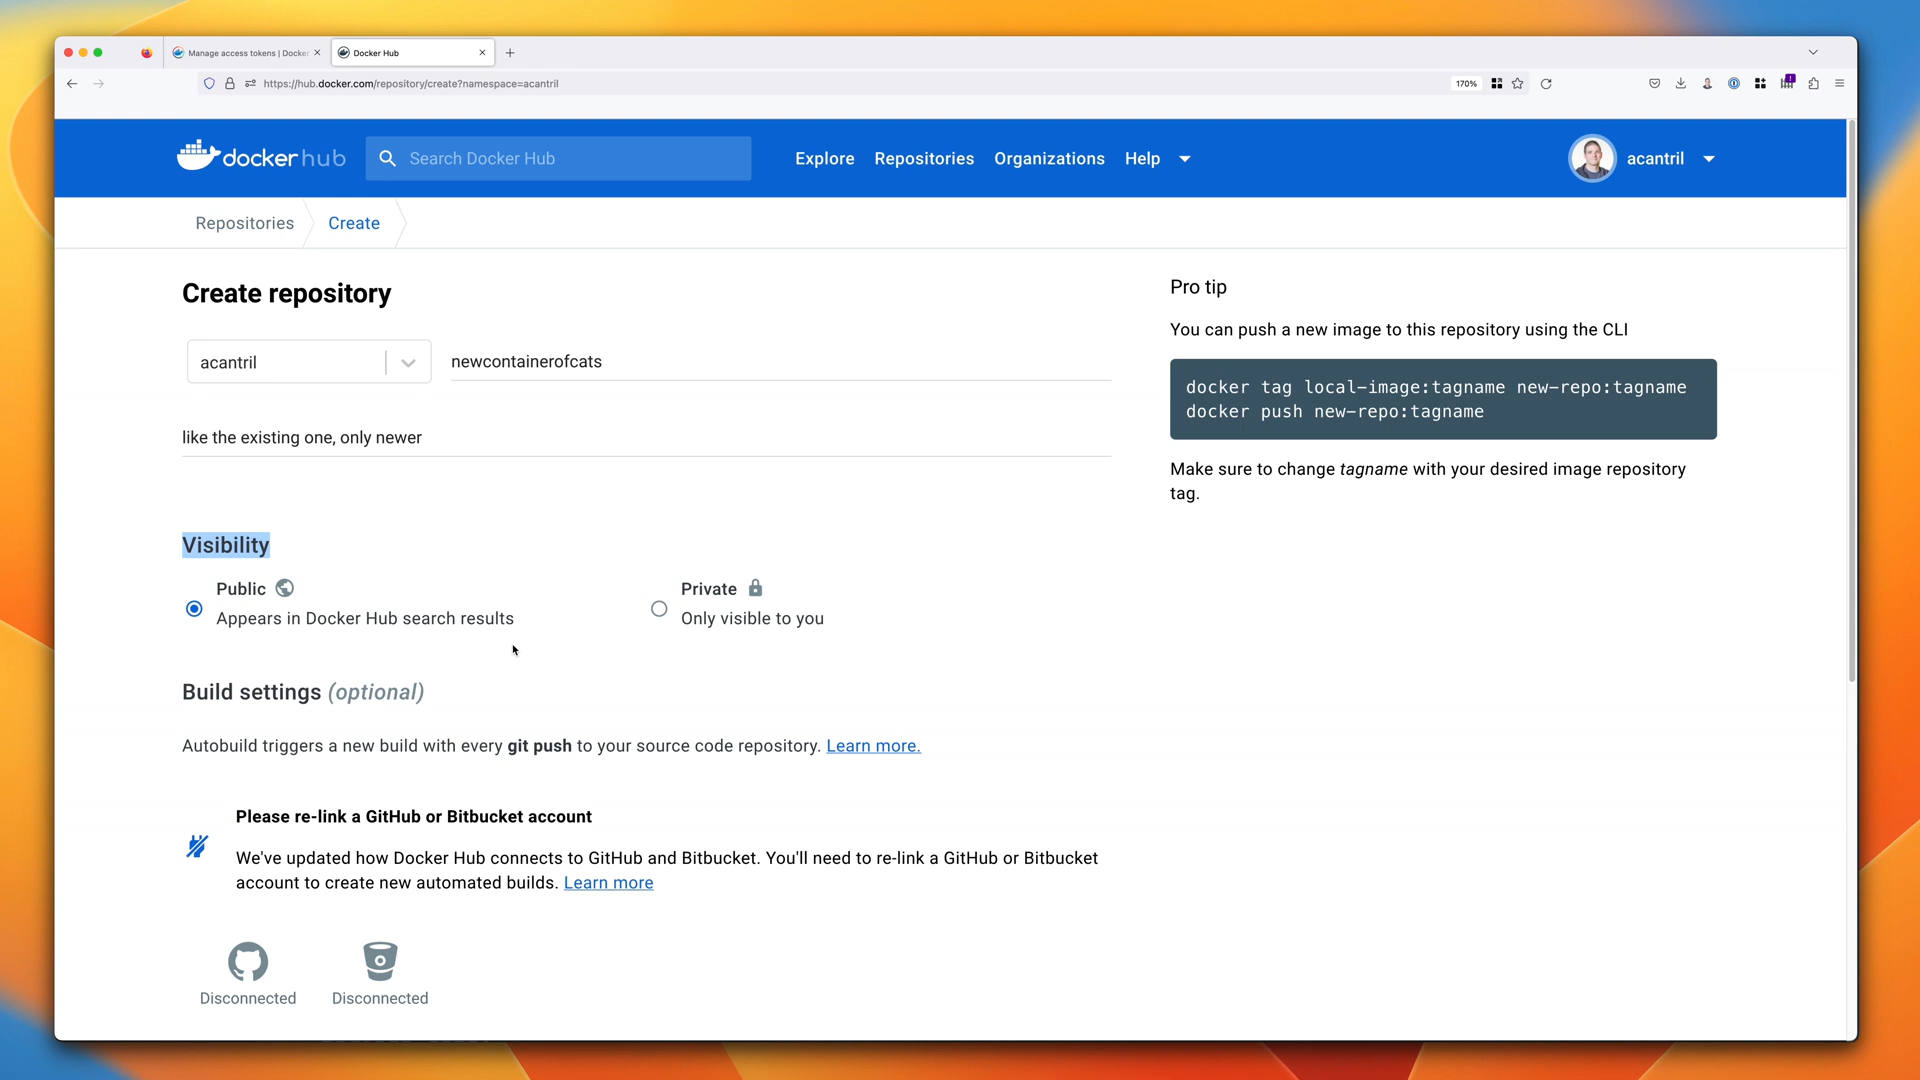 Manage access tokens | Docker
Docker Hub
https://hub.docker.com/repository/create?namespace=acantril
170%
dockerhub
Search Docker Hub
Explore
Repositories
Organizations
Help
acantril
Repositories
Create
Create repository
acantril
newcontainerofcats
like the existing one, only newer
Visibility
Public
Appears in Docker Hub search results
Private
Only visible to you
Build settings (optional)
Autobuild triggers a new build with every git push to your source code repository. Learn more.
Please re-link a GitHub or Bitbucket account
We've updated how Docker Hub connects to GitHub and Bitbucket. You'll need to re-link a GitHub or Bitbucket
account to create new automated builds. Learn more
Disconnected
Disconnected
Pro tip
You can push a new image to this repository using the CLI
docker tag local-image:tagname new-repo:tagname
docker push new-repo:tagname
Make sure to change tagname with your desired image repository
tag.